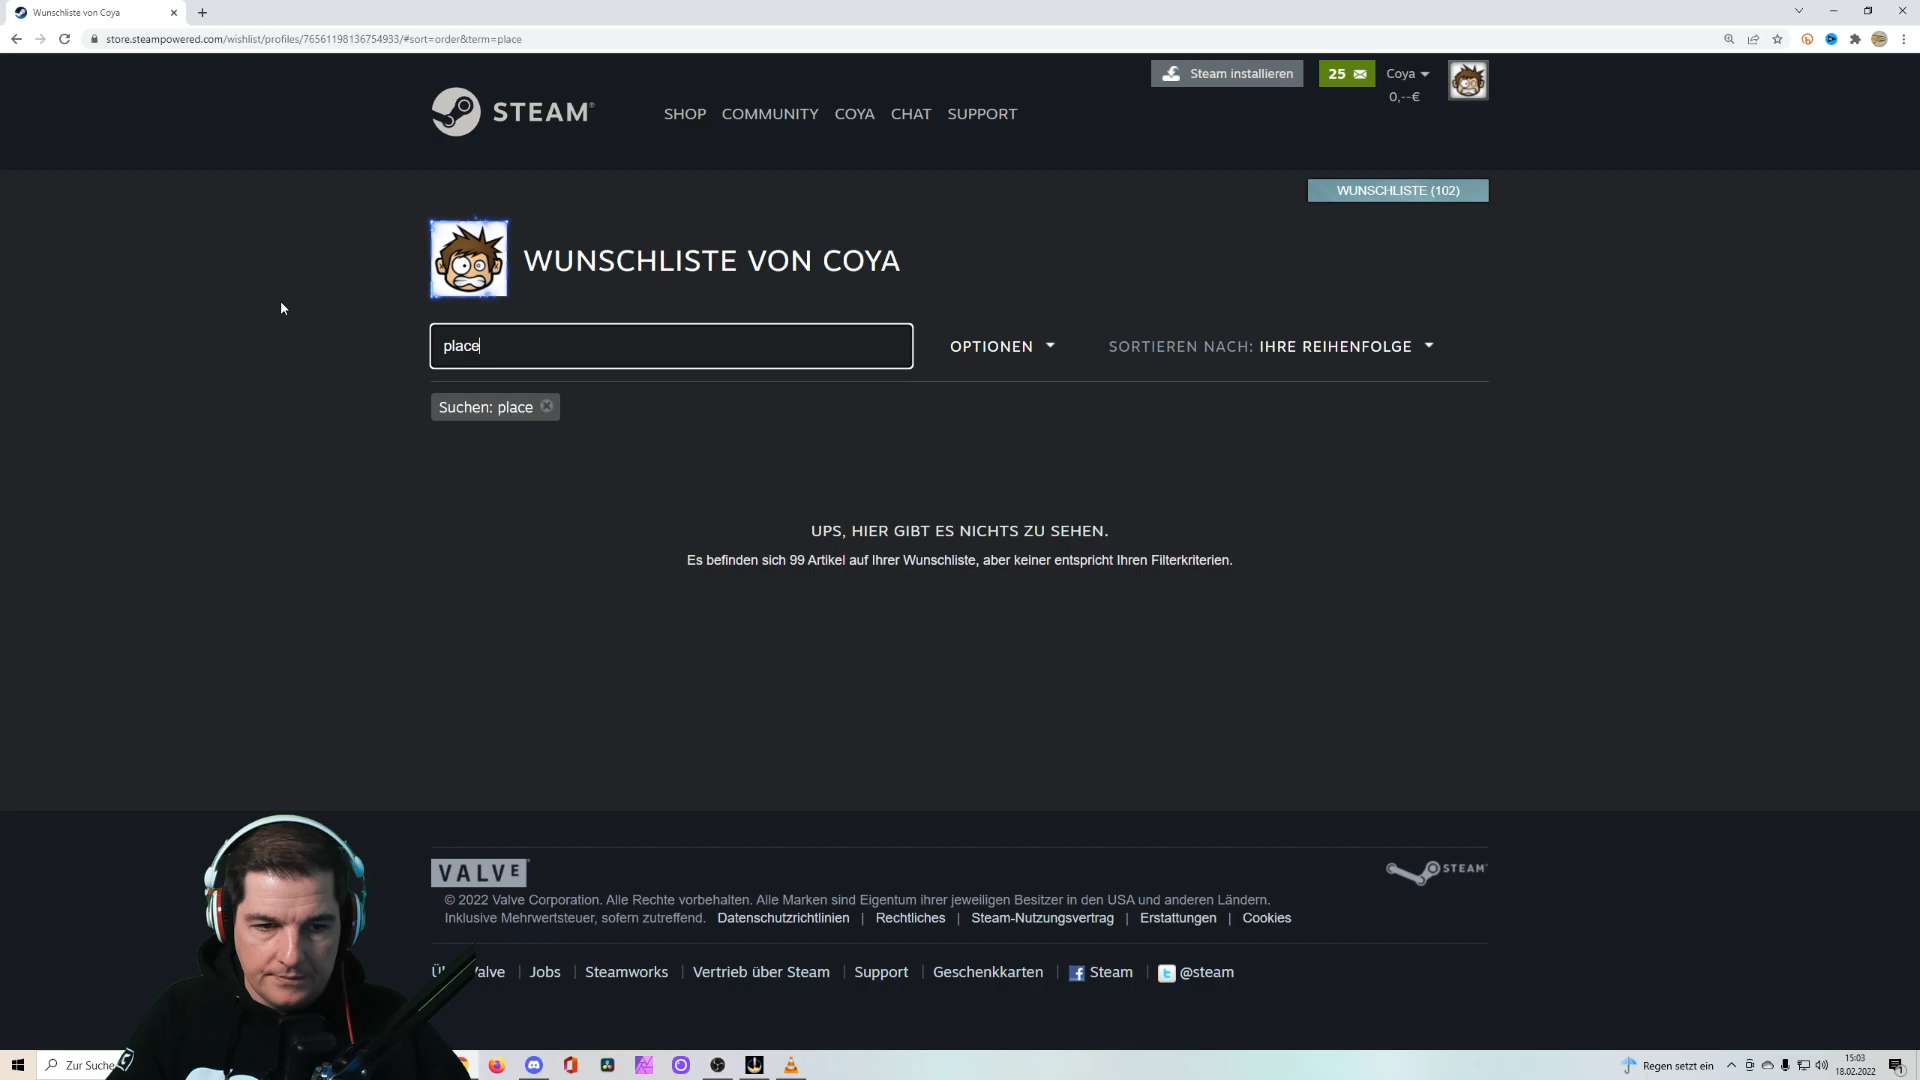 Wunschliste von Coya
store.steampowered.com/wishlist/profiles/76561198136754933/#sort=order&term=place
Steam installieren
25
Coya
0,--€
STEAM®
SHOP COMMUNITY COYA CHAT SUPPORT
WUNSCHLISTE (102)
WUNSCHLISTE VON COYA
place
OPTIONEN
SORTIEREN NACH: IHRE REIHENFOLGE
Suchen: place
UPS, HIER GIBT ES NICHTS ZU SEHEN.
Es befinden sich 99 Artikel auf Ihrer Wunschliste, aber keiner entspricht Ihren Filterkriterien.
VALVE
STEAM
© 2022 Valve Corporation. Alle Rechte vorbehalten. Alle Marken sind Eigentum ihrer jeweiligen Besitzer in den USA und anderen Ländern.
Inklusive Mehrwertsteuer, sofern zutreffend. Datenschutzrichtlinien | Rechtliches | Steam-Nutzungsvertrag | Erstattungen | Cookies
Valve | Jobs | Steamworks | Vertrieb über Steam | Support | Geschenkkarten | Steam | @steam
Zur Suche
Regen setzt ein
15:03
18.02.2022